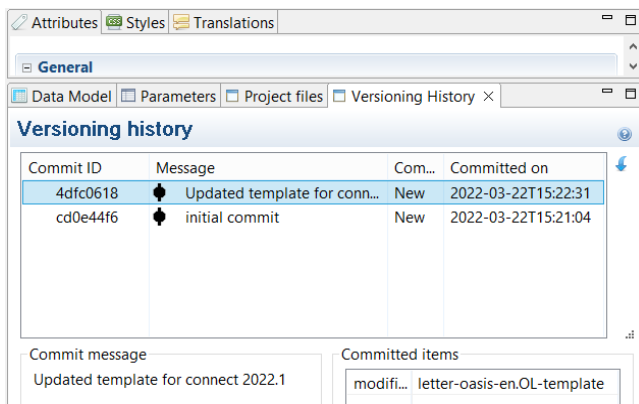 Attributes Styles Translations
General
Data Model Parameters Project files Versioning History
Versioning history
Commit ID Message Com... Committed on
4dfc0618 Updated template for conn... New 2022-03-22T15:22:31
cd0e44f6 initial commit New 2022-03-22T15:21:04
Commit message Committed items
Updated template for connect 2022.1 modifi... letter-oasis-en.OL-template